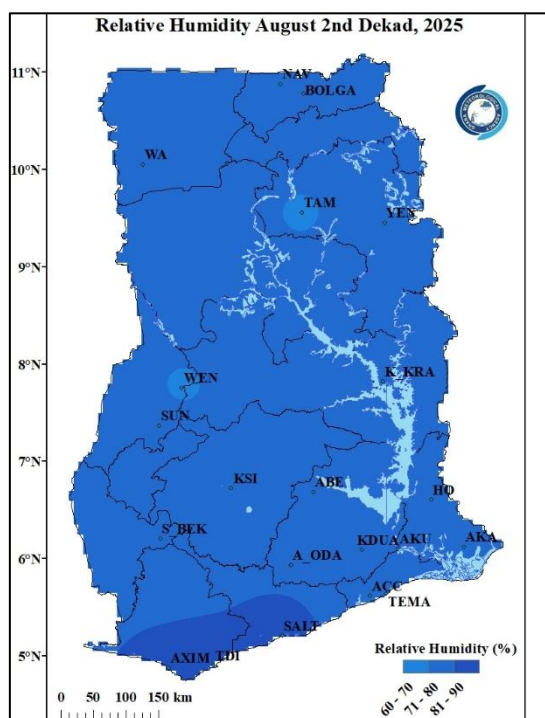 Relative Humidity August 2nd Dekad, 2025
11°N
NAV
BOLGA
WA
10°N
TAM
YEN
9°N
8°N
WEN
K_KRA
SUN
7°N
KSI
ABE
HO
S_BEK
6°N
KDUA
AKU
AKA
A_ODA
ACC
TEMA
SALT
5°N
AXIM
TDI
Relative Humidity (%)
0 50 100 150 km
60 - 70
71 - 80
81 - 90